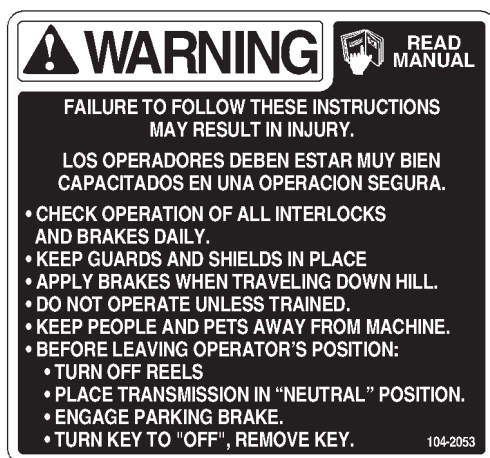 WARNING
READ
MANUAL
FAILURE TO FOLLOW THESE INSTRUCTIONS
MAY RESULT IN INJURY.
LOS OPERADORES DEBEN ESTAR MUY BIEN
CAPACITADOS EN UNA OPERACION SEGURA.
• CHECK OPERATION OF ALL INTERLOCKS
AND BRAKES DAILY.
• KEEP GUARDS AND SHIELDS IN PLACE
• APPLY BRAKES WHEN TRAVELING DOWN HILL.
• DO NOT OPERATE UNLESS TRAINED.
• KEEP PEOPLE AND PETS AWAY FROM MACHINE.
• BEFORE LEAVING OPERATOR'S POSITION:
• TURN OFF REELS
• PLACE TRANSMISSION IN “NEUTRAL” POSITION.
• ENGAGE PARKING BRAKE.
• TURN KEY TO "OFF", REMOVE KEY. 104-2053